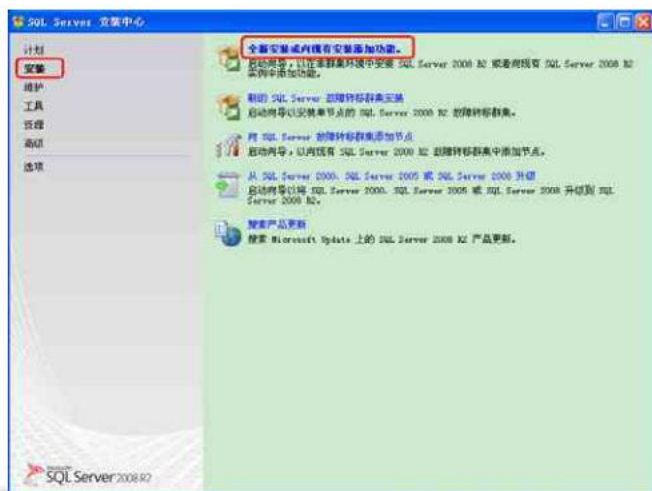 SQL Server 安装中心
计划
安装
维护
工具
资源
高级
选项
全新安装或向现有安装添加功能。
启动向导，以在非群集环境中安装 SQL Server 2008 R2 或者向现有 SQL Server 2008 R2
实例中添加功能。
新的 SQL Server 故障转移群集安装
启动向导以安装单节点的 SQL Server 2008 R2 故障转移群集。
向 SQL Server 故障转移群集添加节点
启动向导，以向现有 SQL Server 2008 R2 故障转移群集中添加节点。
从 SQL Server 2000、SQL Server 2005 或 SQL Server 2008 升级
启动向导以将 SQL Server 2000、SQL Server 2005 或 SQL Server 2008 升级到 SQL
Server 2008 R2。
搜索产品更新
搜索 Microsoft Update 上的 SQL Server 2008 R2 产品更新。
Microsoft
SQL Server 2008 R2